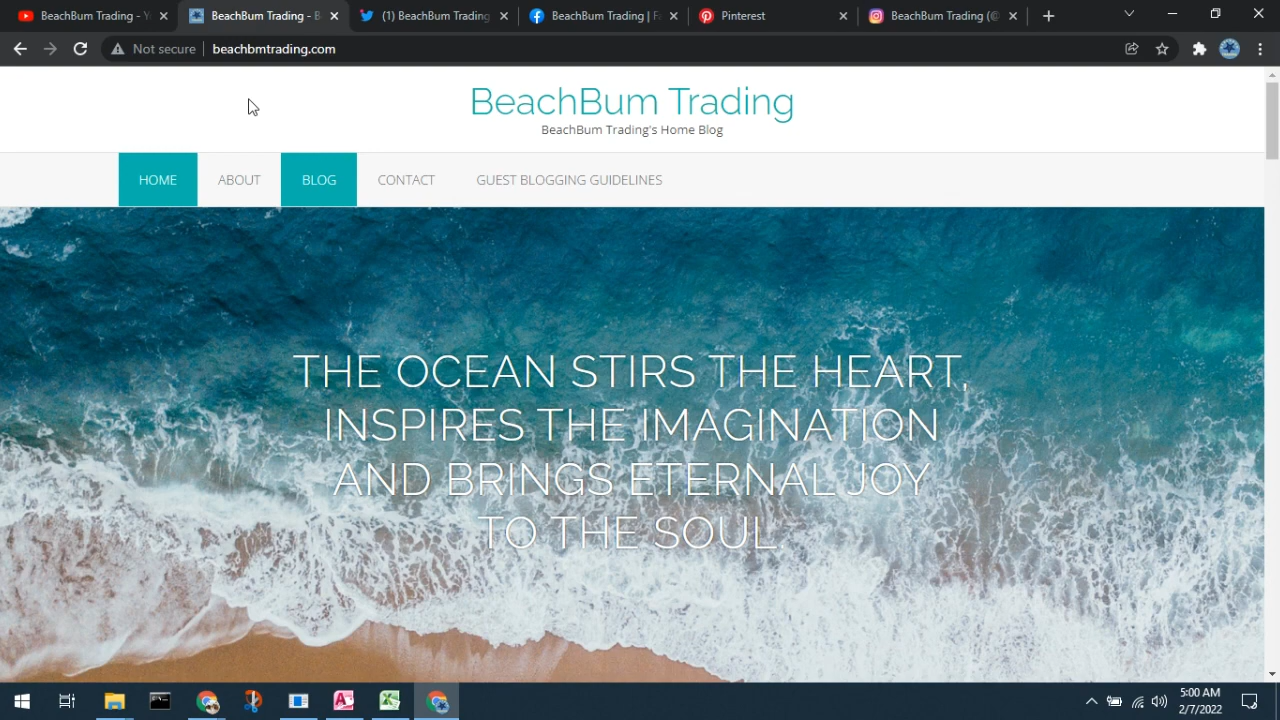 BeachBum Trading - Y
BeachBum Trading - B
(1) BeachBum Trading
BeachBum Trading | F
Pinterest
BeachBum Trading (@
Not secure
beachbmtrading.com
BeachBum Trading
BeachBum Trading's Home Blog
HOME
ABOUT
BLOG
CONTACT
GUEST BLOGGING GUIDELINES
THE OCEAN STIRS THE HEART,
INSPIRES THE IMAGINATION
AND BRINGS ETERNAL JOY
TO THE SOUL.
5:00 AM
2/7/2022